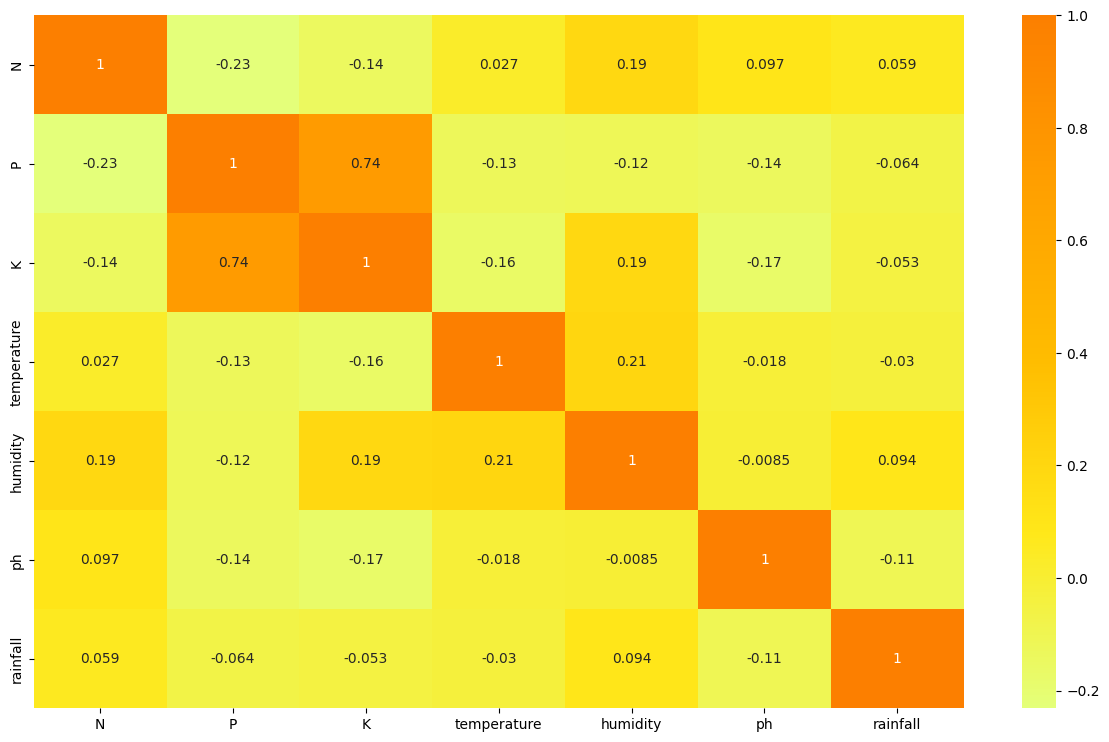 N 1 -0.23 -0.14 0.027 0.19 0.097 0.059
P -0.23 1 0.74 -0.13 -0.12 -0.14 -0.064
K -0.14 0.74 1 -0.16 0.19 -0.17 -0.053
temperature 0.027 -0.13 -0.16 1 0.21 -0.018 -0.03
humidity 0.19 -0.12 0.19 0.21 1 -0.0085 0.094
ph 0.097 -0.14 -0.17 -0.018 -0.0085 1 -0.11
rainfall 0.059 -0.064 -0.053 -0.03 0.094 -0.11 1
N P K temperature humidity ph rainfall
1.0
0.8
0.6
0.4
0.2
0.0
−0.2